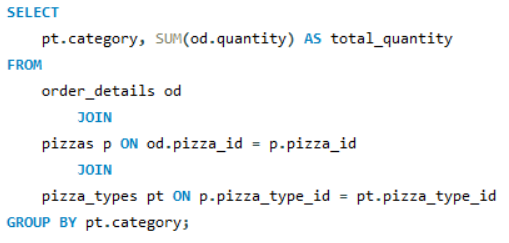 SELECT
pt.category, SUM(od.quantity) AS total_quantity
FROM
order_details od
JOIN
pizzas p ON od.pizza_id = p.pizza_id
JOIN
pizza_types pt ON p.pizza_type_id = pt.pizza_type_id
GROUP BY pt.category;